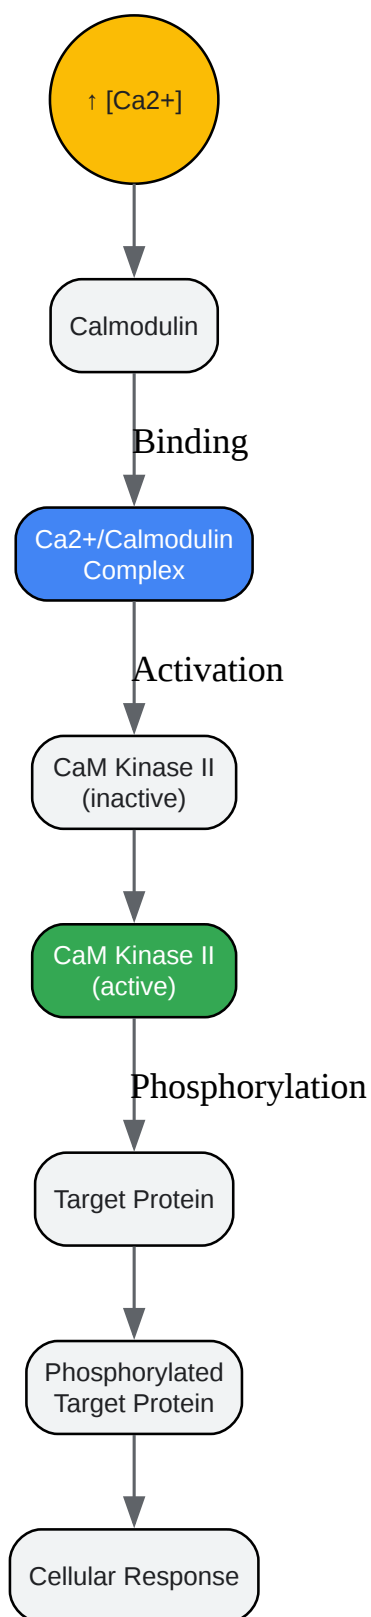 ↑ [Ca2+]
Calmodulin
Binding
Ca2+/Calmodulin
Complex
Activation
CaM Kinase II
(inactive)
CaM Kinase II
(active)
Phosphorylation
Target Protein
Phosphorylated
Target Protein
Cellular Response